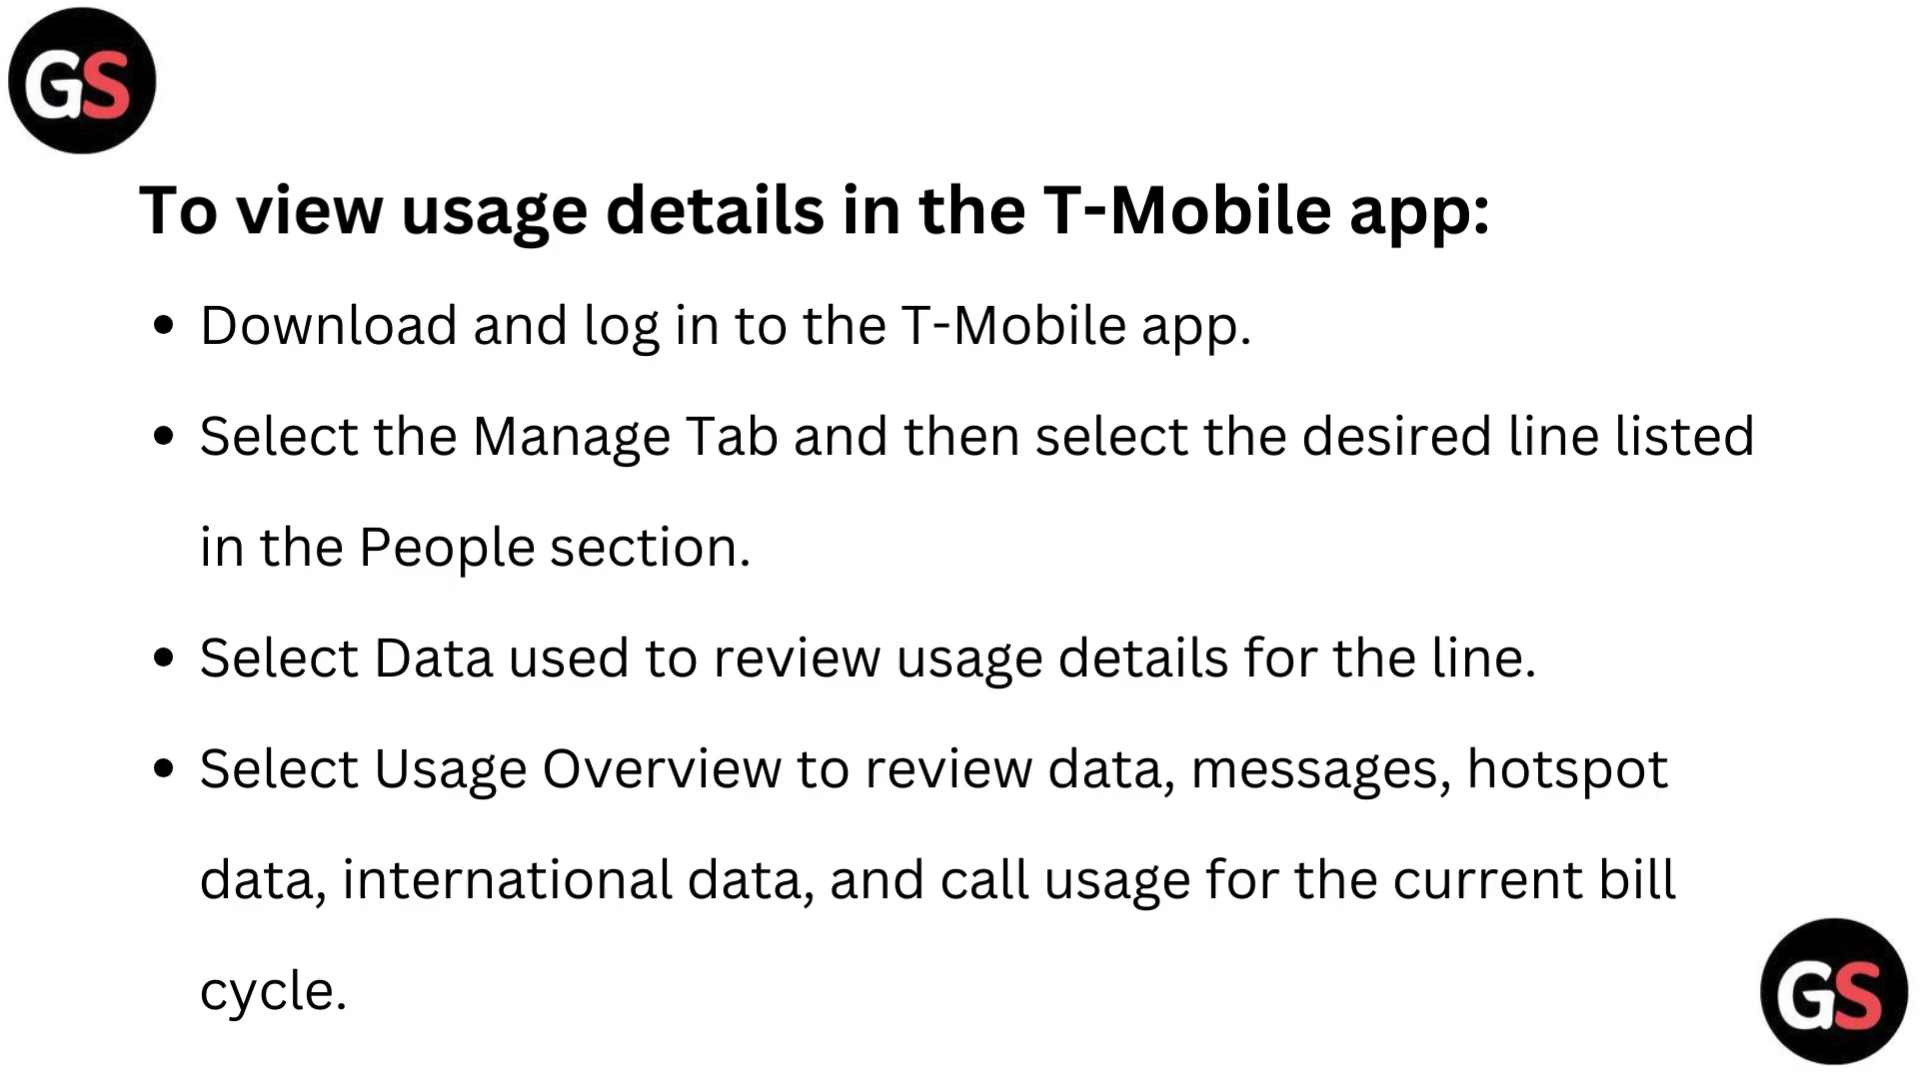 GS
To view usage details in the T-Mobile app:
• Download and log in to the T-Mobile app.
• Select the Manage Tab and then select the desired line listed
in the People section.
• Select Data used to review usage details for the line.
• Select Usage Overview to review data, messages, hotspot
data, international data, and call usage for the current bill
cycle.
GS